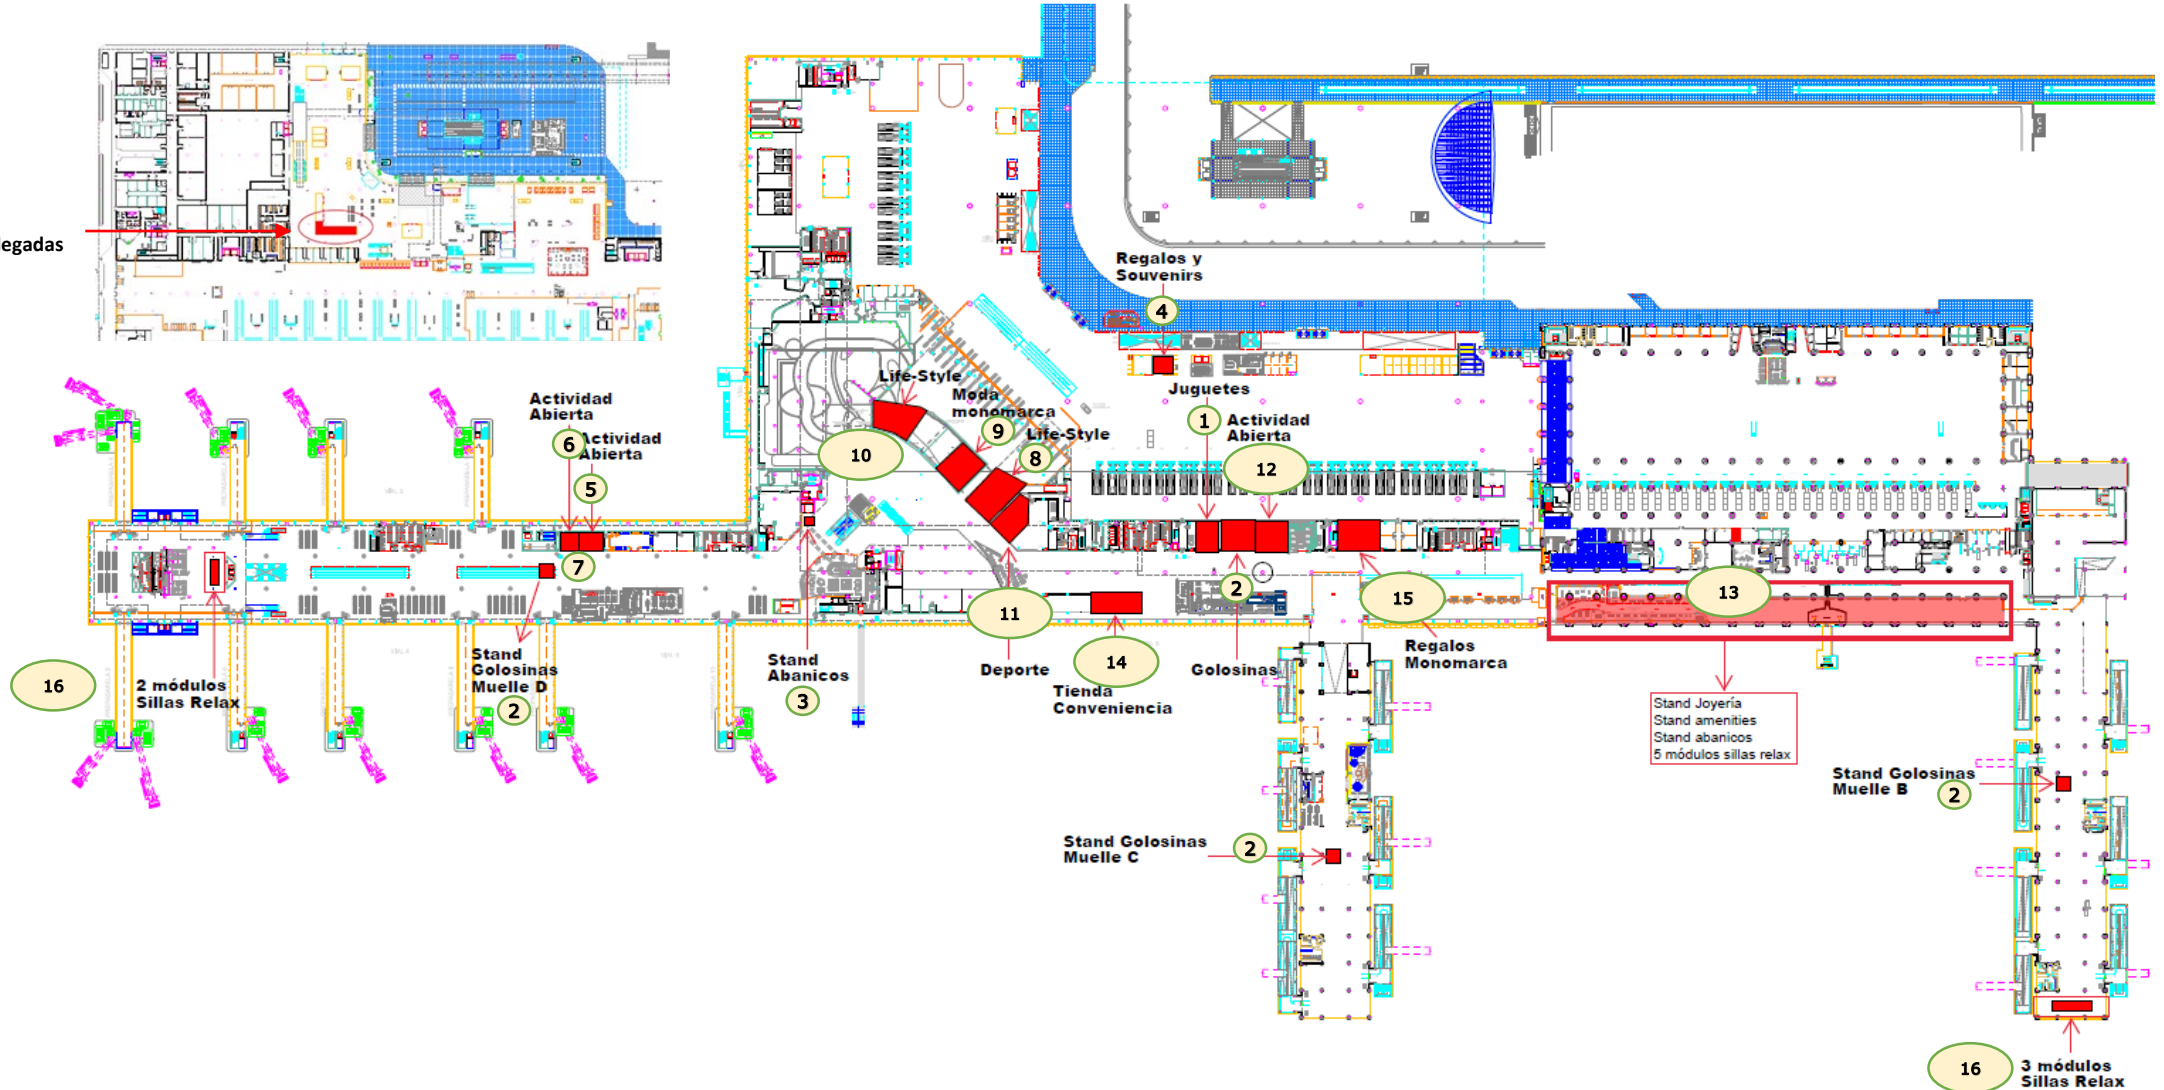 legadas
Regalos y
Souvenirs
4
Life-Style
Moda
monomarca
9
Life-Style
8
10
Juguetes
1
Actividad
Abierta
12
Actividad
Abierta
6
Actividad
Abierta
5
7
16
2 módulos
Sillas Relax
Stand
Golosinas
Muelle D
2
Stand
Abanicos
3
11
Deporte
14
Tienda
Conveniencia
2
Golosinas
15
Regalos
Monomarca
13
Stand Joyería
Stand amenities
Stand abanicos
5 módulos sillas relax
Stand Golosinas
Muelle B
2
Stand Golosinas
Muelle C
2
16
3 módulos
Sillas Relax